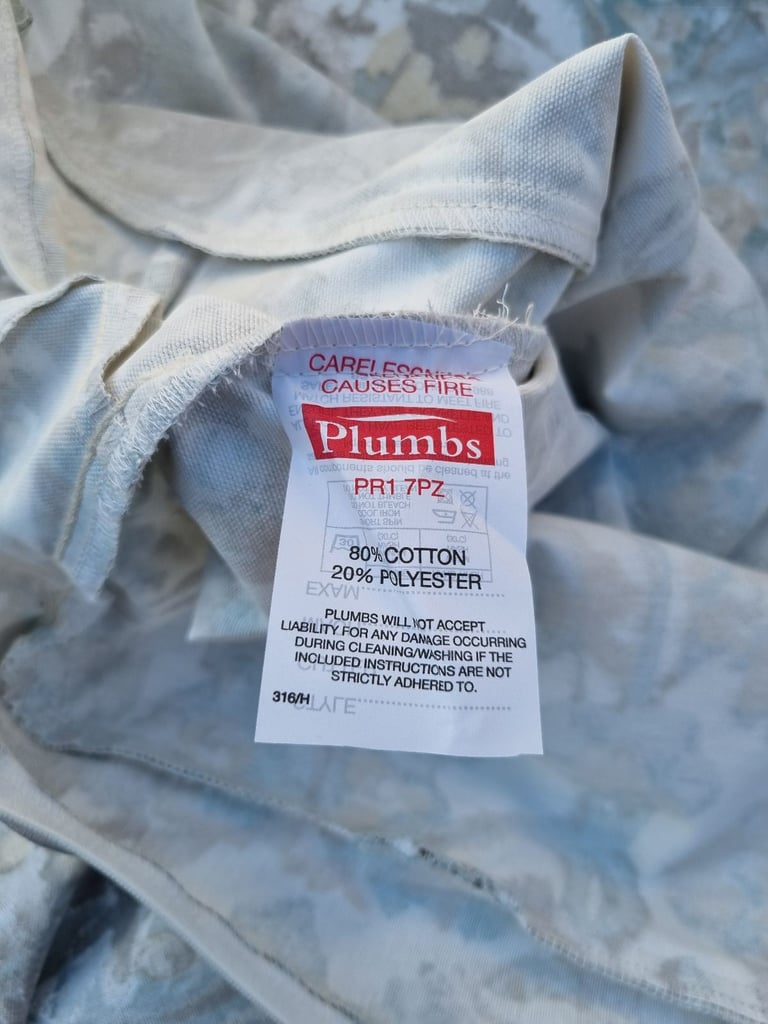 CARELESSNESS
CAUSES FIRE
Plumbs
PR1 7PZ
80% COTTON
20% POLYESTER
PLUMBS WILL NOT ACCEPT
LIABILITY FOR ANY DAMAGE OCCURRING
DURING CLEANING/WASHING IF THE
INCLUDED INSTRUCTIONS ARE NOT
STRICTLY ADHERED TO.
316/H